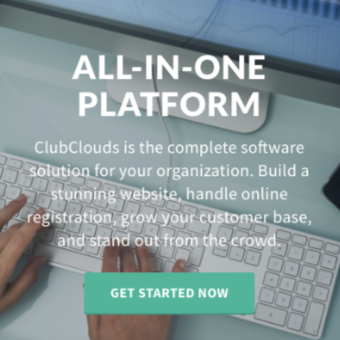 ALL-IN-ONE
PLATFORM
ClubClouds is the complete software
solution for your organization. Build a
stunning website, handle online
registration, grow your customer base,
and stand out from the crowd.
GET STARTED NOW